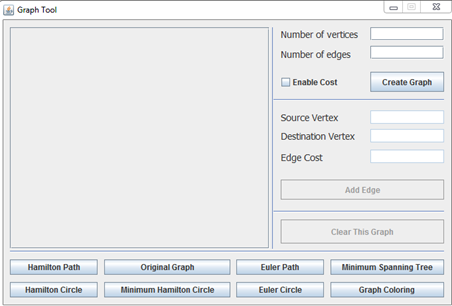 Graph Tool
Number of vertices
Number of edges
Enable Cost
Create Graph
Source Vertex
Destination Vertex
Edge Cost
Add Edge
Clear This Graph
Hamilton Path
Original Graph
Euler Path
Minimum Spanning Tree
Hamilton Circle
Minimum Hamilton Circle
Euler Circle
Graph Coloring